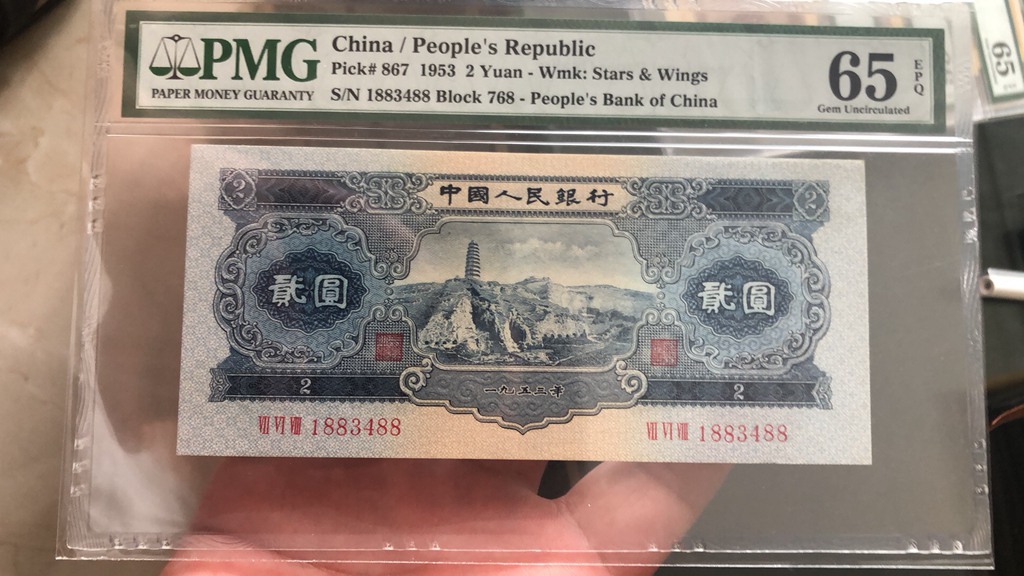 PMG
PAPER MONEY GUARANTY
China / People's Republic
Pick# 867 1953 2 Yuan - Wmk: Stars & Wings
S/N 1883488 Block 768 - People's Bank of China
65
EPQ
Gem Uncirculated
65
2
中國人民銀行
2
貳圓
貳圓
2
一九五三年
2
Ⅶ Ⅵ Ⅷ 1883488
Ⅶ Ⅵ Ⅷ 1883488